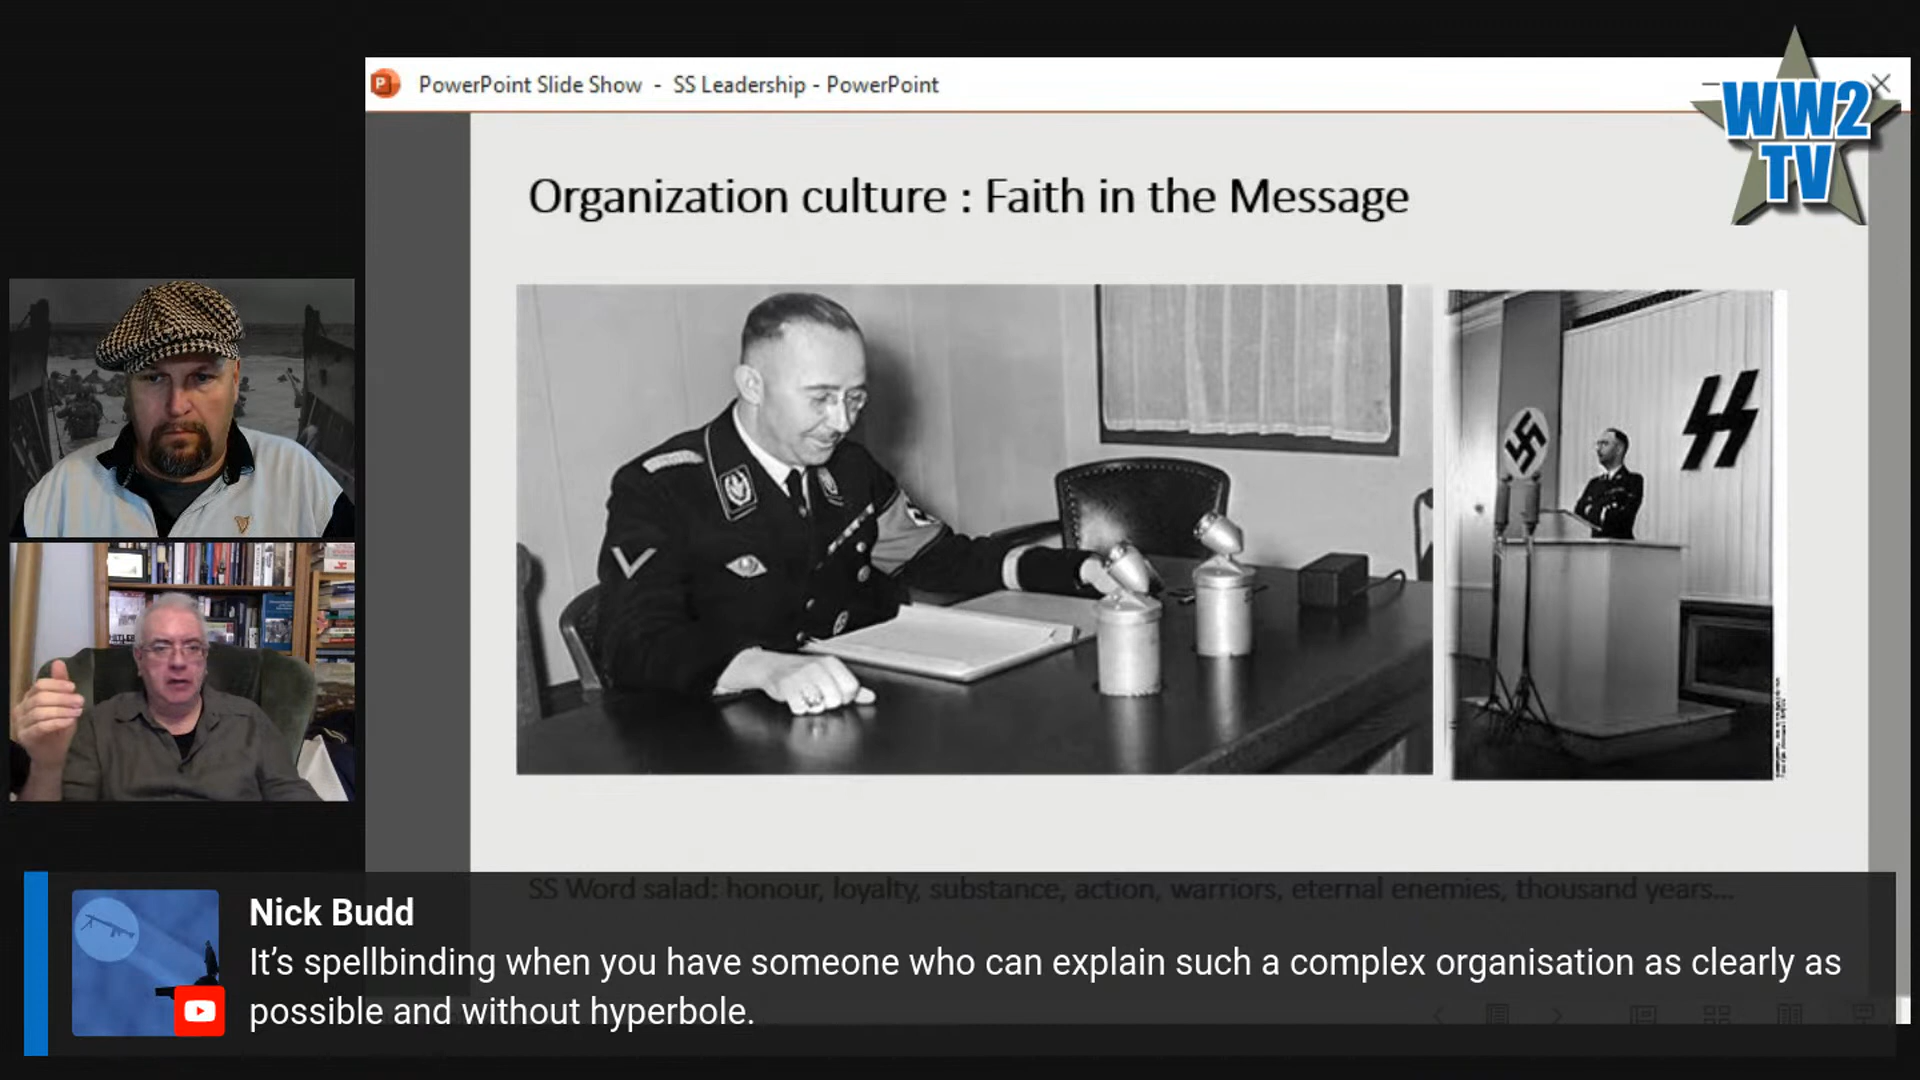 PowerPoint Slide Show - SS Leadership - PowerPoint
WW2
TV
Organization culture : Faith in the Message
SS Word salad: honour, loyalty, substance, action, warriors, eternal enemies, thousand years...
Nick Budd
It’s spellbinding when you have someone who can explain such a complex organisation as clearly as
possible and without hyperbole.